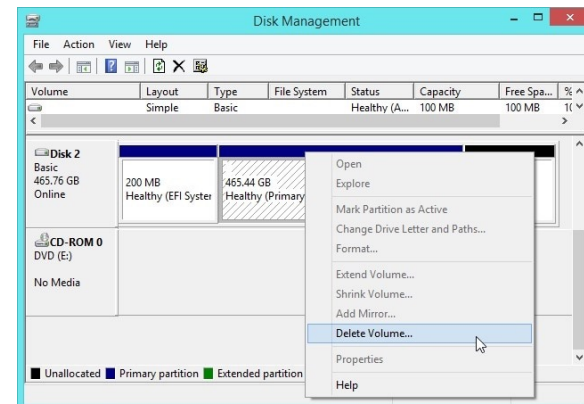 Disk Management
File Action View Help
Volume Layout Type File System Status Capacity Free Spa... %
Simple Basic Healthy (A... 100 MB 100 MB
Disk 2
Basic
465.76 GB
Online
200 MB
Healthy (EFI Syster
465.44 GB
Healthy (Primary
Open
Explore
Mark Partition as Active
Change Drive Letter and Paths...
Format...
Extend Volume...
Shrink Volume...
Add Mirror...
Delete Volume...
Properties
Help
CD-ROM 0
DVD (E:)
No Media
Unallocated Primary partition Extended partition